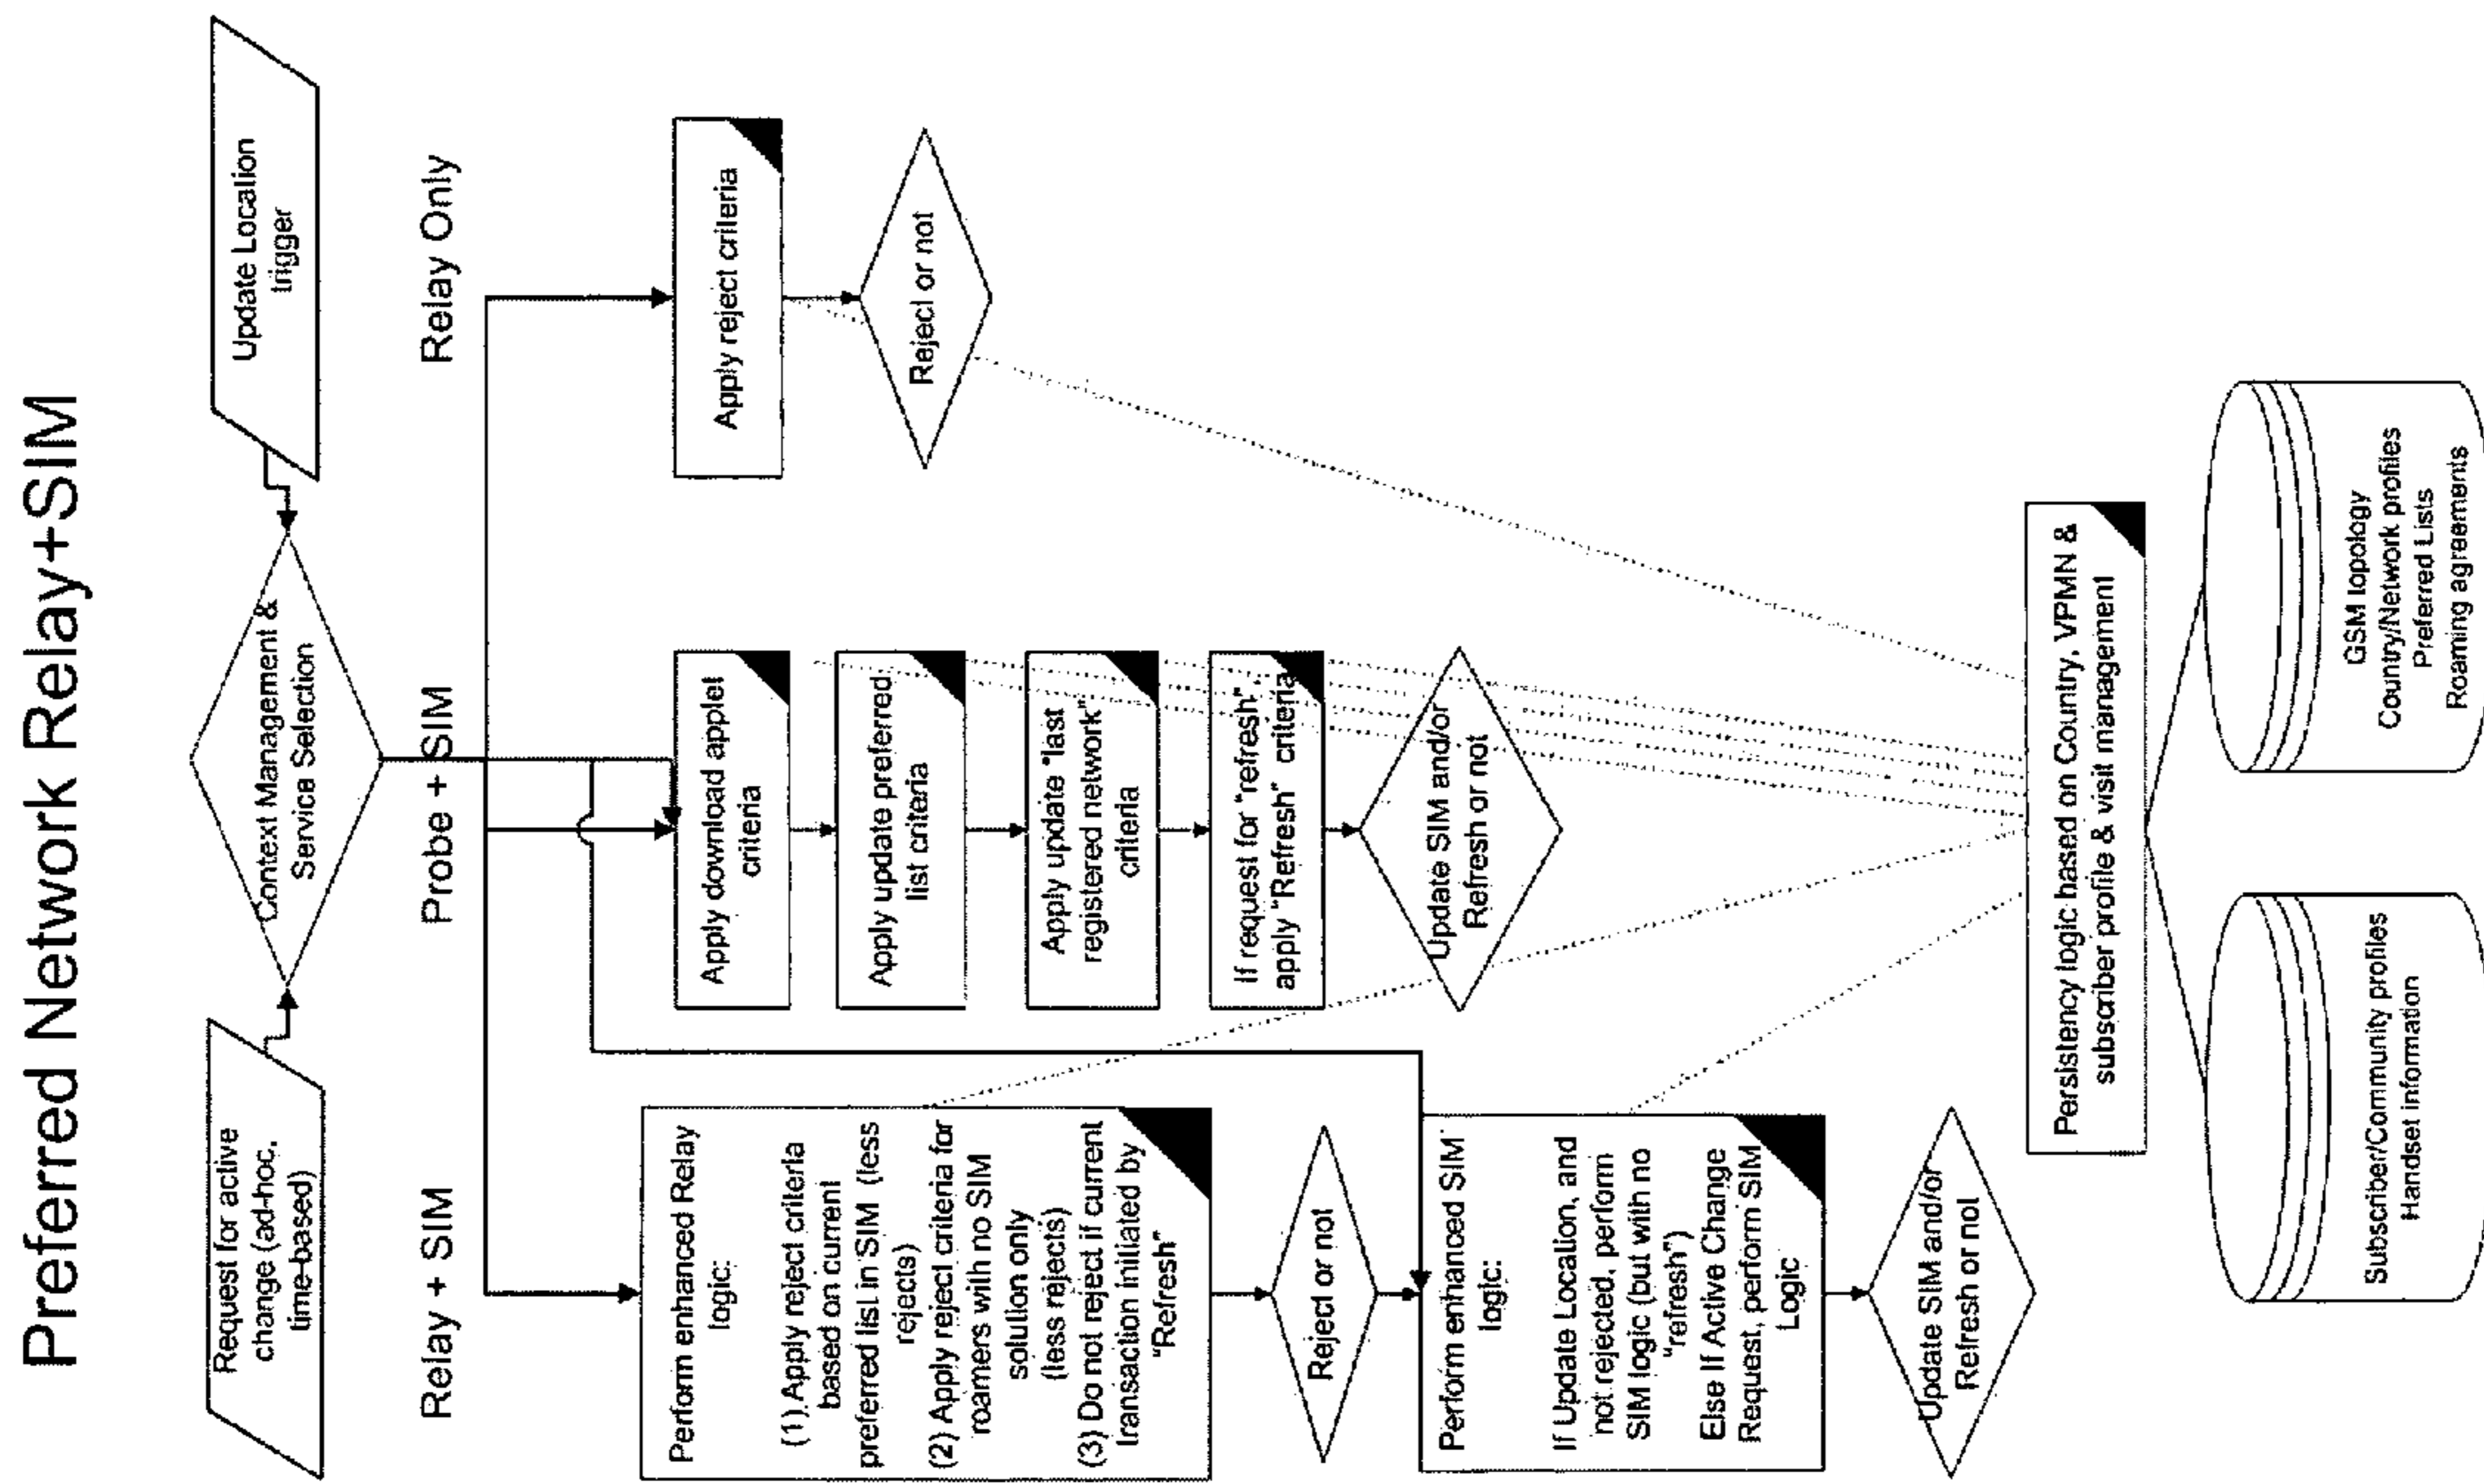 Preferred Network Relay+SIM
Request for active
change (ad-hoc,
time-based)
Context Management &
Service Selection
Update Location
trigger
Relay + SIM
Probe + SIM
Relay Only
Perform enhanced Relay
logic:
(1) Apply reject criteria
based on current
preferred list in SIM (less
rejects)
(2) Apply reject criteria for
roamers with no SIM
solution only
(less rejects)
(3) Do not reject if current
transaction initiated by
"Refresh"
Reject or not
Perform enhanced SIM
logic:
If Update Location, and
not rejected, perform
SIM logic (but with no
"refresh")
Else If Active Change
Request, perform SIM
Logic
Update SIM and/or
Refresh or not
Apply download applet
criteria
Apply update preferred
list criteria
Apply update "last
registered network"
criteria
If request for "refresh",
apply "Refresh" criteria
Update SIM and/or
Refresh or not
Apply reject criteria
Reject or not
Persistency logic based on Country, VPMN &
subscriber profile & visit management
Subscriber/Community profiles
Handset information
GSM topology
Country/Network profiles
Preferred Lists
Roaming agreements